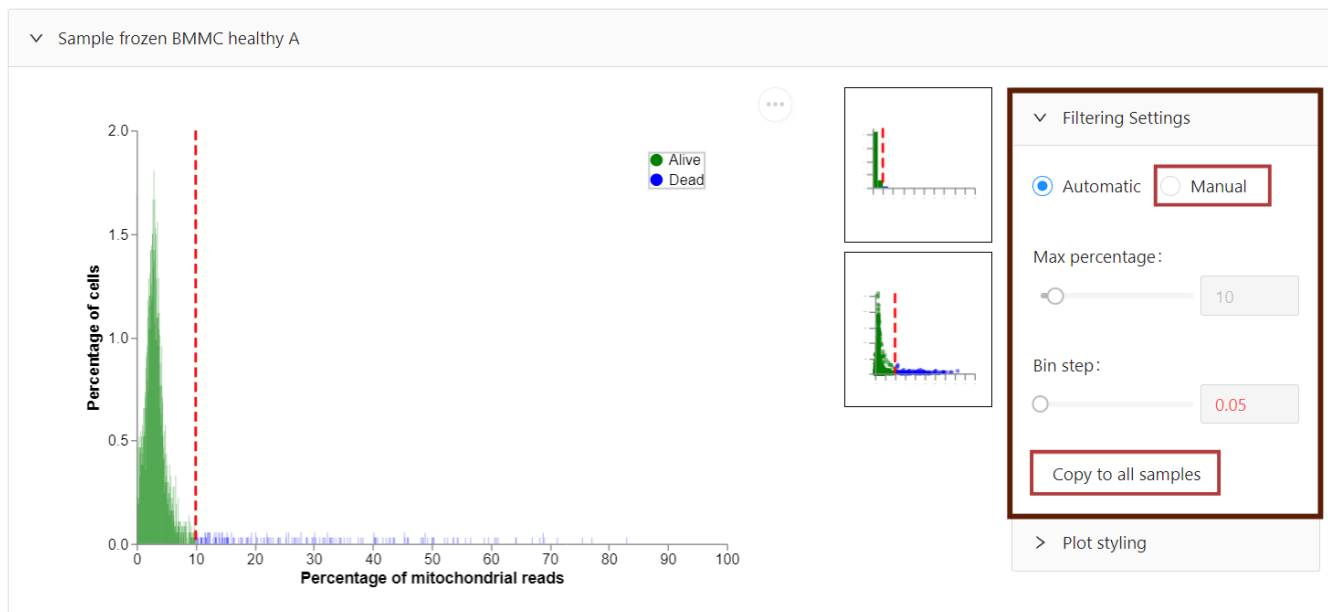 Sample frozen BMMC healthy A
2.0
1.5
1.0
0.5
0.0
Percentage of cells
0 10 20 30 40 50 60 70 80 90 100
Percentage of mitochondrial reads
Alive
Dead
Filtering Settings
Automatic Manual
Max percentage:
10
Bin step:
0.05
Copy to all samples
Plot styling